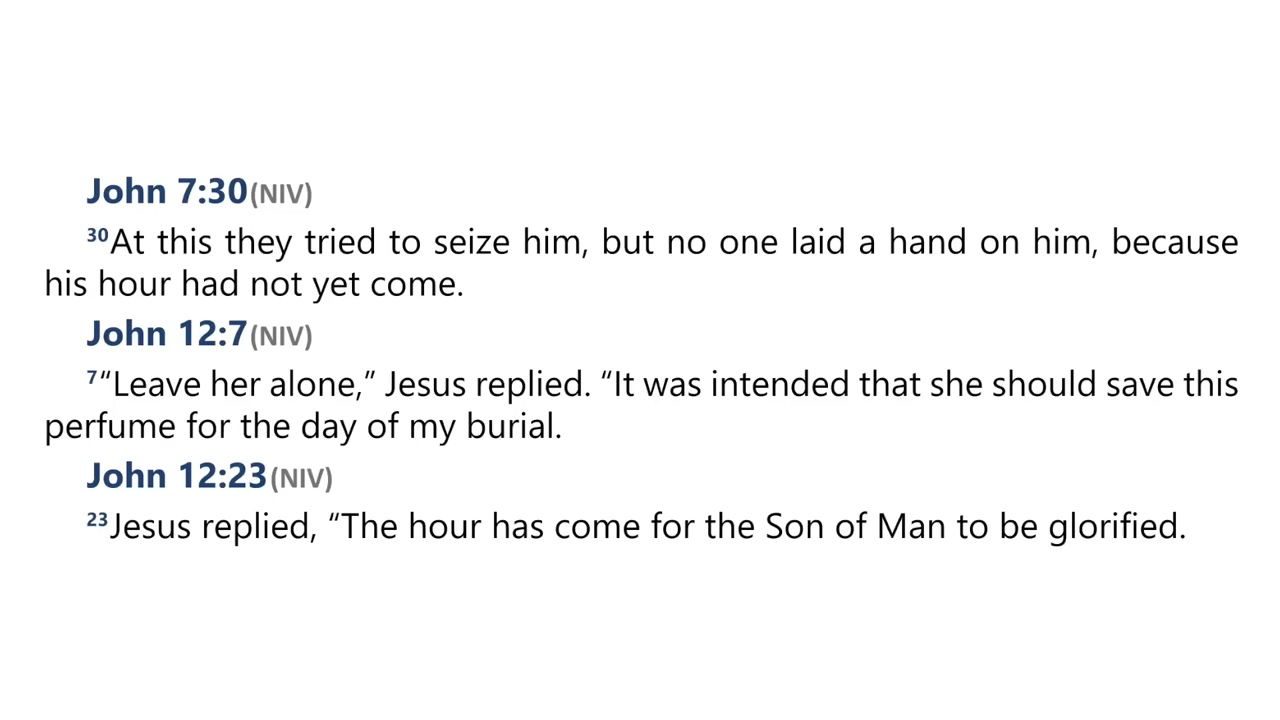 John 7:30(NIV)
30At this they tried to seize him, but no one laid a hand on him, because
his hour had not yet come.
John 12:7(NIV)
7“Leave her alone,” Jesus replied. “It was intended that she should save this
perfume for the day of my burial.
John 12:23(NIV)
23Jesus replied, “The hour has come for the Son of Man to be glorified.